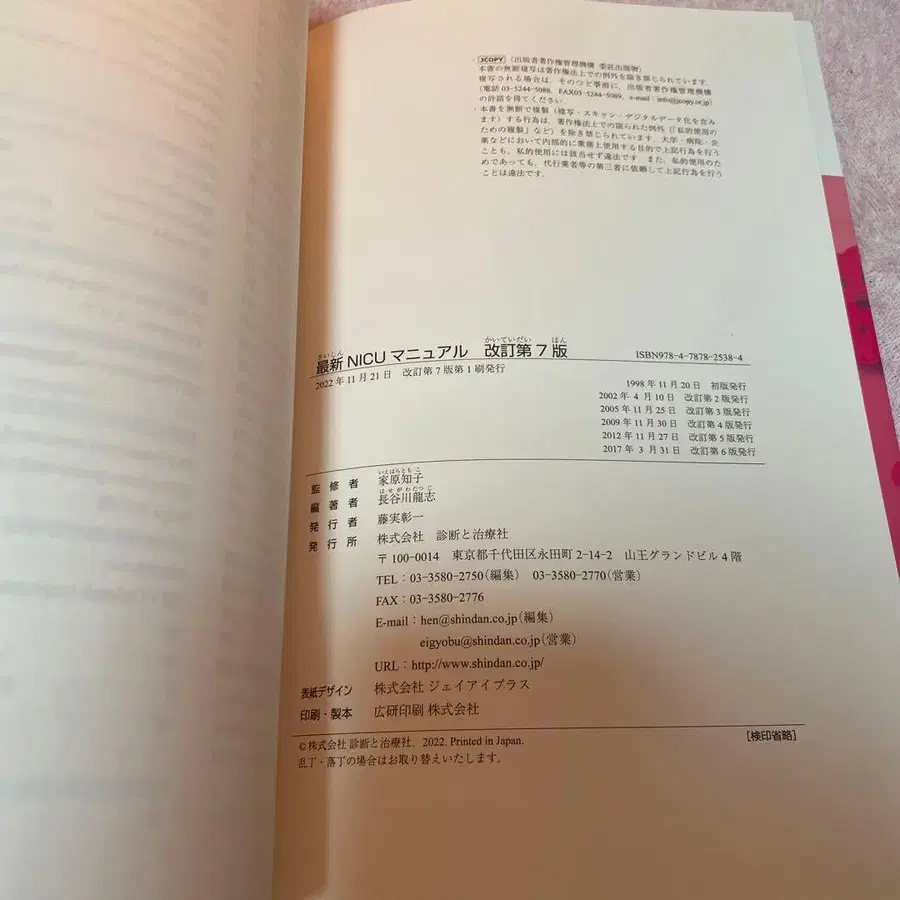 JCOPY (出版者著作権管理機構 委託出版物)
本書の無断複写は著作権法上での例外を除き禁じられています．
複写される場合は，そのつど事前に，出版者著作権管理機構
(電話 03-5244-5088, FAX03-5244-5089, e-mail：info@jcopy.or.jp)
の許諾を得てください．
・本書を無断で複製（複写・スキャン・デジタルデータ化を含み
ます）する行為は，著作権法上での限られた例外（「私的使用の
ための複製」など）を除き禁じられています．大学・病院・企
業などにおいて内部的に業務上使用する目的で上記行為を行う
ことも，私的使用には該当せず違法です．また，私的使用のた
めであっても，代行業者等の第三者に依頼して上記行為を行う
ことは違法です．
さいしん かいていだい はん
最新 NICU マニュアル 改訂第 7 版 ISBN978-4-7878-2538-4
2022 年 11 月 21 日 改訂第 7 版第 1 刷発行
1998 年 11 月 20 日 初版発行
2002 年 4 月 10 日 改訂第 2 版発行
2005 年 11 月 25 日 改訂第 3 版発行
2009 年 11 月 30 日 改訂第 4 版発行
2012 年 11 月 27 日 改訂第 5 版発行
2017 年 3 月 31 日 改訂第 6 版発行
いえはらとも こ
監 修 者 家原知子
はせがわたつじ
編 著 者 長谷川龍志
発 行 者 藤実彰一
発 行 所 株式会社 診断と治療社
〒 100-0014 東京都千代田区永田町 2-14-2 山王グランドビル 4 階
TEL：03-3580-2750（編集） 03-3580-2770（営業）
FAX：03-3580-2776
E-mail：hen@shindan.co.jp（編集）
eigyobu@shindan.co.jp（営業）
URL：http://www.shindan.co.jp/
表紙デザイン 株式会社 ジェイアイプラス
印刷・製本 広研印刷 株式会社
© 株式会社 診断と治療社，2022. Printed in Japan. ［検印省略］
乱丁・落丁の場合はお取り替えいたします．